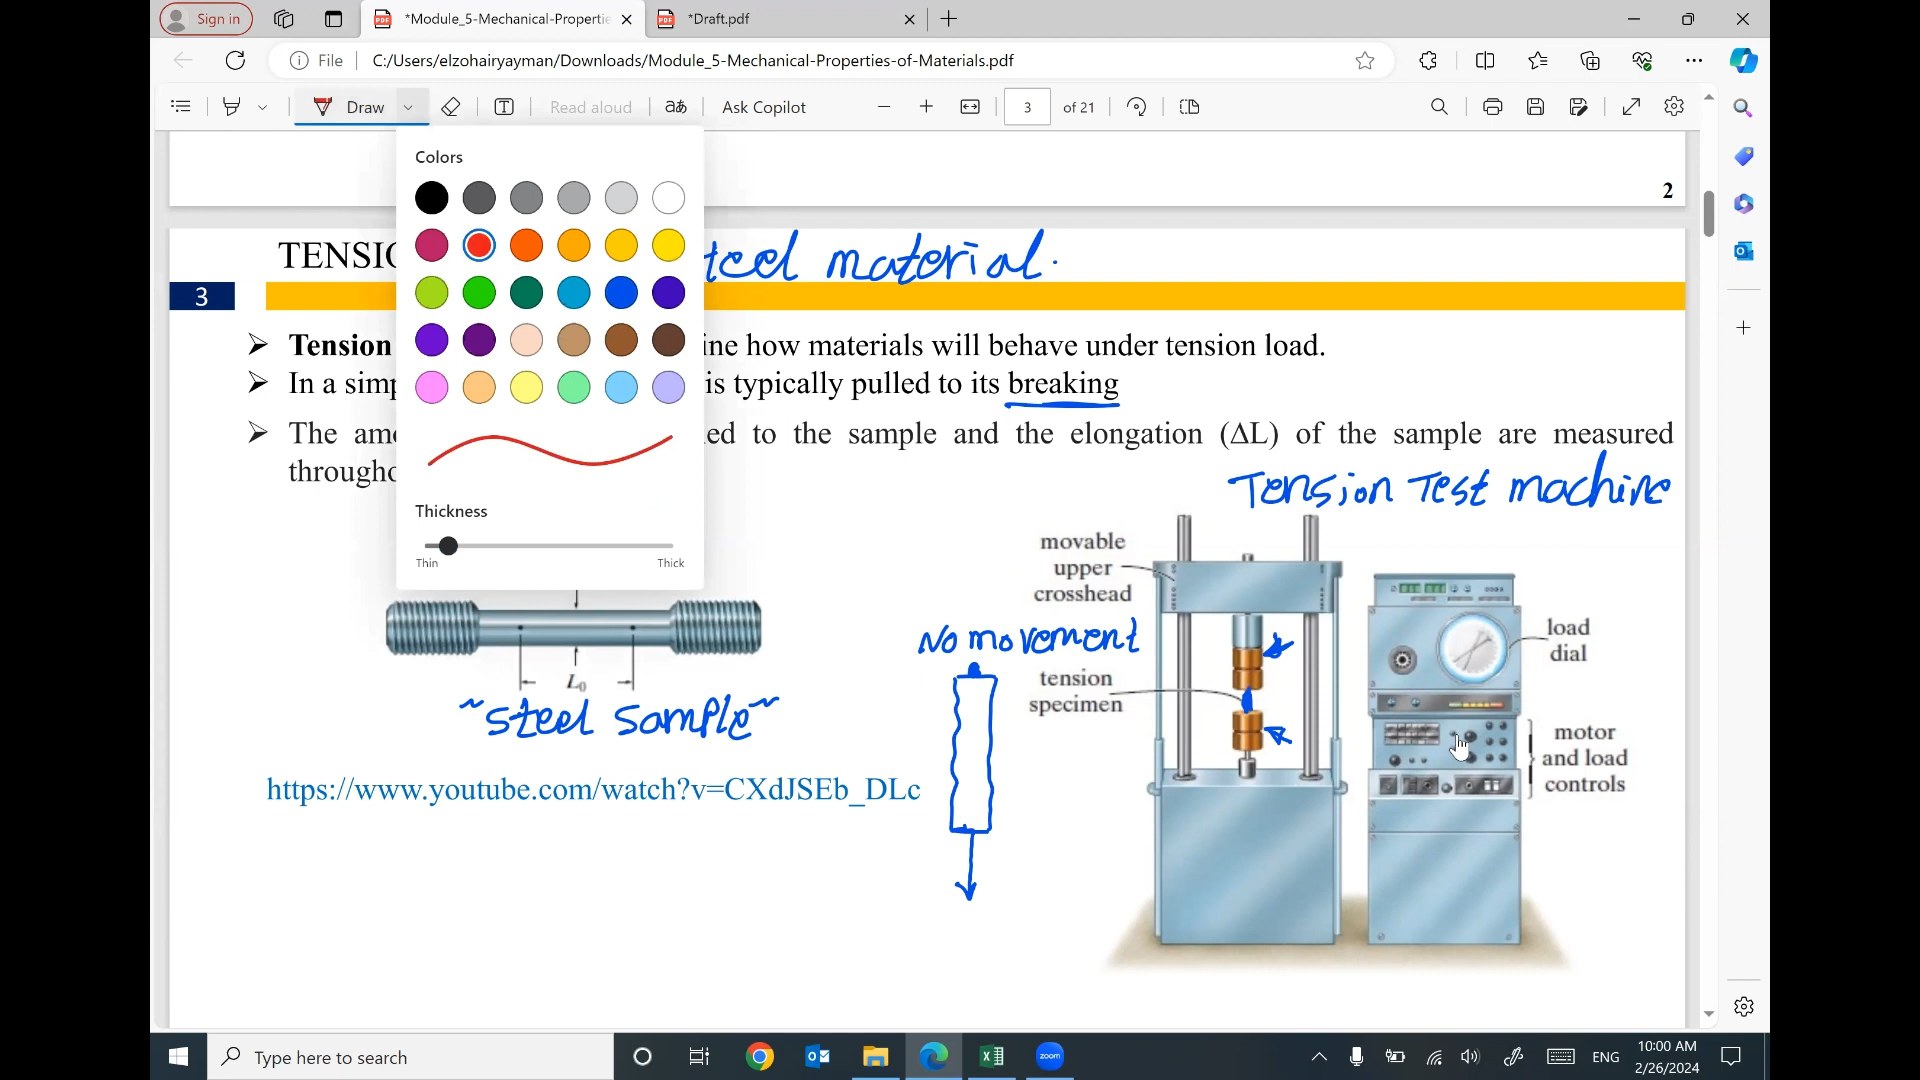 Sign in
*Module_5-Mechanical-Propertie
*Draft.pdf
File
C:/Users/elzohairyayman/Downloads/Module_5-Mechanical-Properties-of-Materials.pdf
Draw
Read aloud
aあ
Ask Copilot
3 of 21
Colors
Thickness
Thin Thick
2
TENSIO teel material.
3
Tension ine how materials will behave under tension load.
In a simp is typically pulled to its breaking
The amo ed to the sample and the elongation (ΔL) of the sample are measured
throughо
Tension Test machine
movable
upper
crosshead
No movement
tension
specimen
load
dial
motor
and load
controls
L₀
~steel sample~
https://www.youtube.com/watch?v=CXdJSEb_DLc
Type here to search
zoom
ENG
10:00 AM
2/26/2024